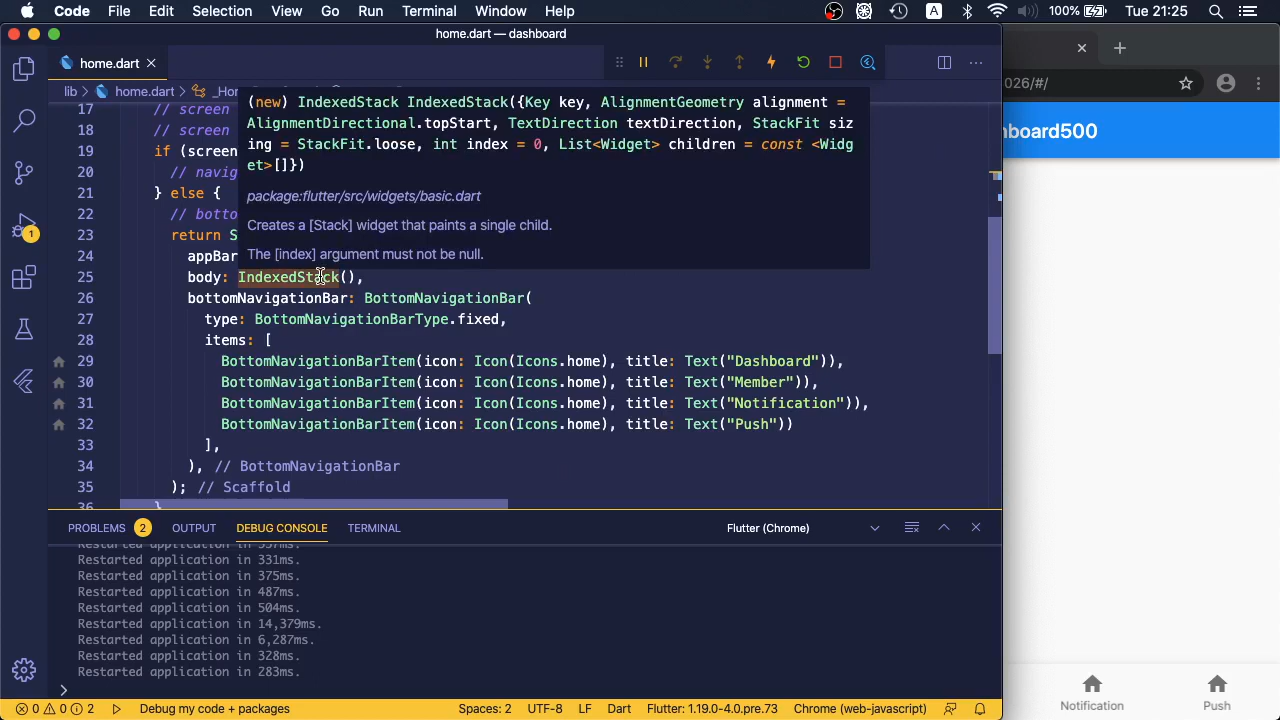 Code File Edit Selection View Go Run Terminal Window Help
A 100% Tue 21:25
home.dart — dashboard
home.dart
lib > home.dart > _Hor
026/#/
17 // screen
18 // screen
19 if (screen
20 // navig
21 } else {
22 // botto
23 return S
24 appBar
25 body: IndexedStack(),
26 bottomNavigationBar: BottomNavigationBar(
27 type: BottomNavigationBarType.fixed,
28 items: [
29 BottomNavigationBarItem(icon: Icon(Icons.home), title: Text("Dashboard")),
30 BottomNavigationBarItem(icon: Icon(Icons.home), title: Text("Member")),
31 BottomNavigationBarItem(icon: Icon(Icons.home), title: Text("Notification")),
32 BottomNavigationBarItem(icon: Icon(Icons.home), title: Text("Push"))
33 ],
34 ), // BottomNavigationBar
35 ); // Scaffold
36 }
(new) IndexedStack IndexedStack({Key key, AlignmentGeometry alignment =
AlignmentDirectional.topStart, TextDirection textDirection, StackFit siz
ing = StackFit.loose, int index = 0, List<Widget> children = const <Widg
et>[]})
package:flutter/src/widgets/basic.dart
Creates a [Stack] widget that paints a single child.
The [index] argument must not be null.
1
PROBLEMS 2 OUTPUT DEBUG CONSOLE TERMINAL Flutter (Chrome)
Restarted application in 337ms.
Restarted application in 331ms.
Restarted application in 375ms.
Restarted application in 487ms.
Restarted application in 504ms.
Restarted application in 14,379ms.
Restarted application in 6,287ms.
Restarted application in 328ms.
Restarted application in 283ms.
>
0 0 2 Debug my code + packages Spaces: 2 UTF-8 LF Dart Flutter: 1.19.0-4.0.pre.73 Chrome (web-javascript)
hboard500
Notification Push